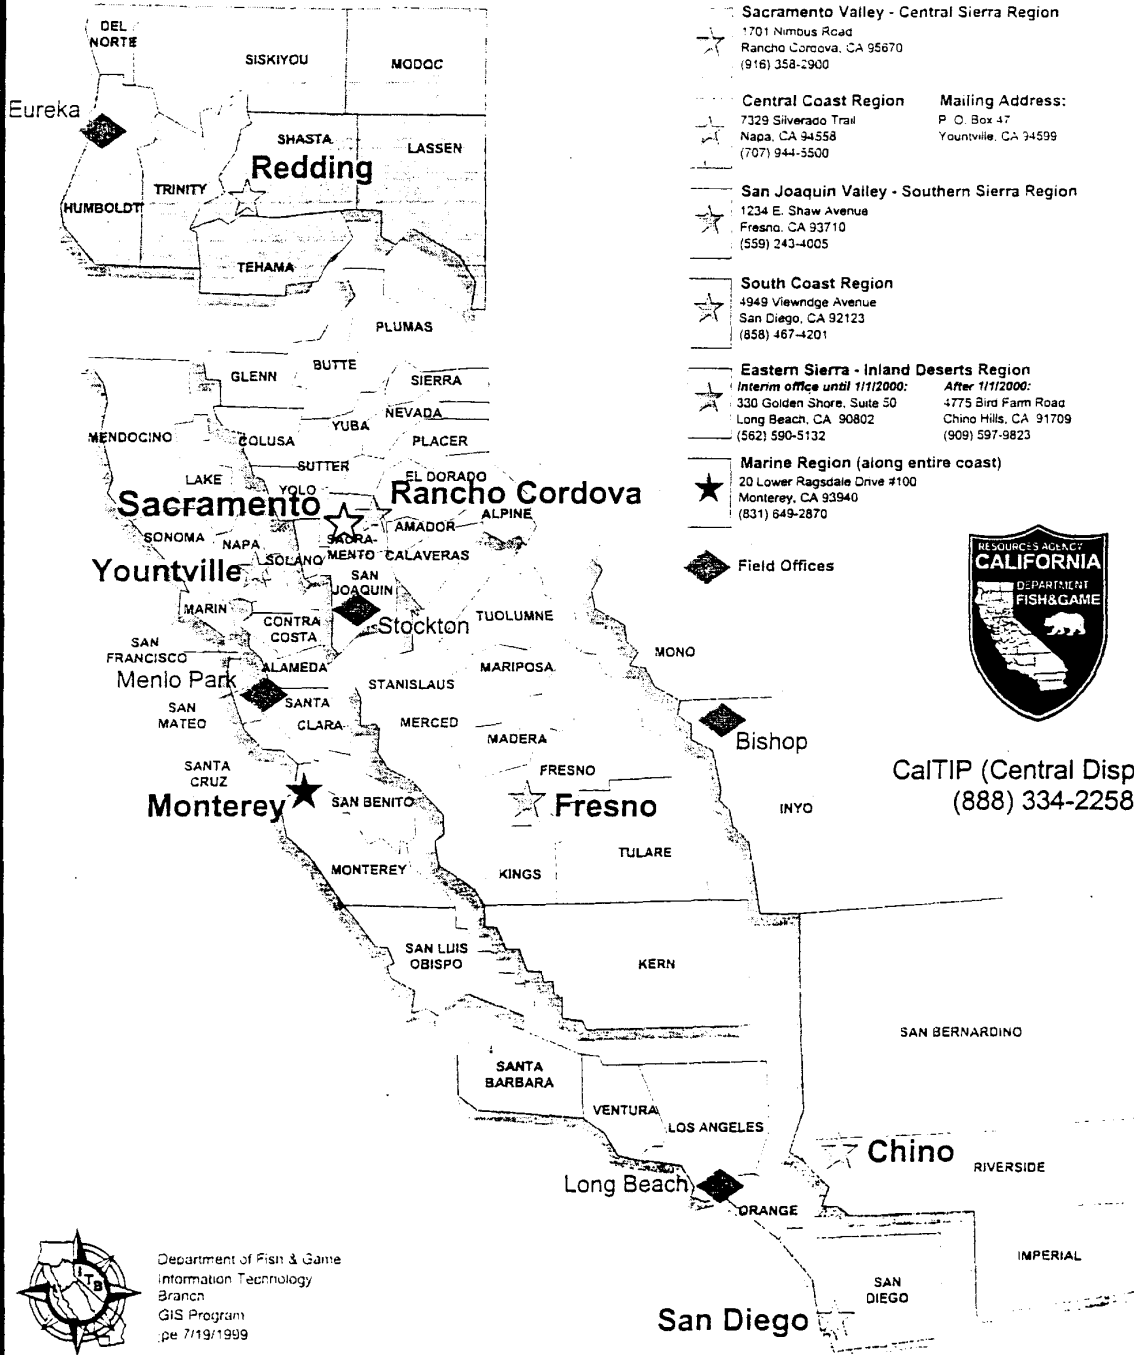 Sacramento Valley - Central Sierra Region
1701 Nimbus Road
Rancho Cordova, CA 95670
(916) 358-2900
Central Coast Region
7329 Silverado Trail
Napa, CA 94558
(707) 944-5500
Mailing Address:
P. O. Box 47
Yountville, CA 94599
San Joaquin Valley - Southern Sierra Region
1234 E. Shaw Avenue
Fresno, CA 93710
(559) 243-4005
South Coast Region
4949 Viewridge Avenue
San Diego, CA 92123
(858) 467-4201
Eastern Sierra - Inland Deserts Region
Interim office until 1/1/2000:
330 Golden Shore, Suite 50
Long Beach, CA 90802
(562) 590-5132
After 1/1/2000:
4775 Bird Farm Road
Chino Hills, CA 91709
(909) 597-9823
Marine Region (along entire coast)
20 Lower Ragsdale Drive #100
Monterey, CA 93940
(831) 649-2870
Field Offices
RESOURCES AGENCY
CALIFORNIA
DEPARTMENT
FISH&GAME
CalTIP (Central Disp
(888) 334-2258
DEL
NORTE
SISKIYOU
MODOC
Eureka
SHASTA
LASSEN
Redding
TRINITY
HUMBOLDT
TEHAMA
PLUMAS
BUTTE
GLENN
SIERRA
NEVADA
YUBA
MENDOCINO
COLUSA
PLACER
SUTTER
LAKE
EL DORADO
YOLO
Sacramento
Rancho Cordova
ALPINE
AMADOR
SONOMA
NAPA
SACRA-
MENTO
SOLANO
CALAVERAS
Yountville
SAN
JOAQUIN
MARIN
CONTRA
COSTA
Stockton
TUOLUMNE
SAN
FRANCISCO
ALAMEDA
MONO
MARIPOSA
Menlo Park
STANISLAUS
SANTA
CLARA
SAN
MATEO
MERCED
MADERA
Bishop
SANTA
CRUZ
FRESNO
Monterey
SAN BENITO
Fresno
INYO
TULARE
MONTEREY
KINGS
SAN LUIS
OBISPO
KERN
SAN BERNARDINO
SANTA
BARBARA
VENTURA
LOS ANGELES
Chino
RIVERSIDE
Long Beach
ORANGE
IMPERIAL
SAN
DIEGO
San Diego
ITB
Department of Fish & Game
Information Technology
Branch
GIS Program
pe 7/19/1999